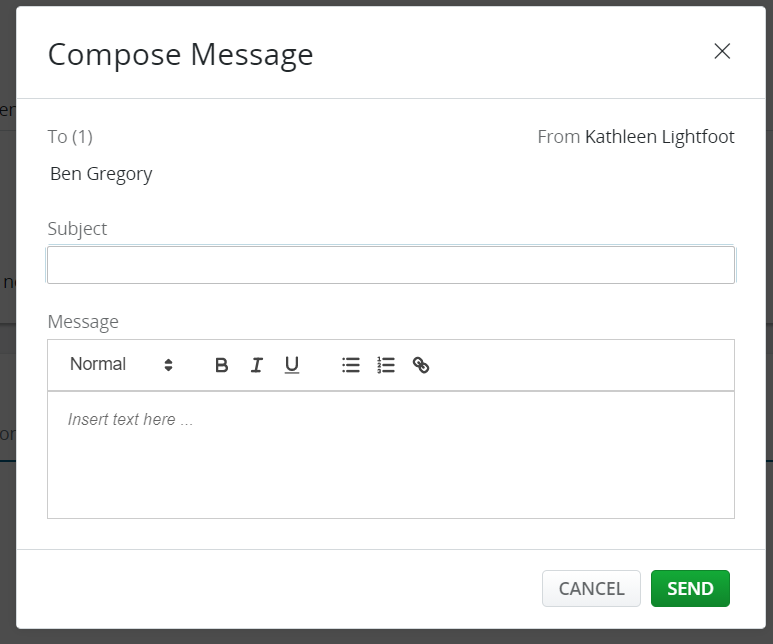 Compose Message
To (1)
From Kathleen Lightfoot
Ben Gregory
Subject
Message
Normal
B I U
Insert text here ...
CANCEL
SEND